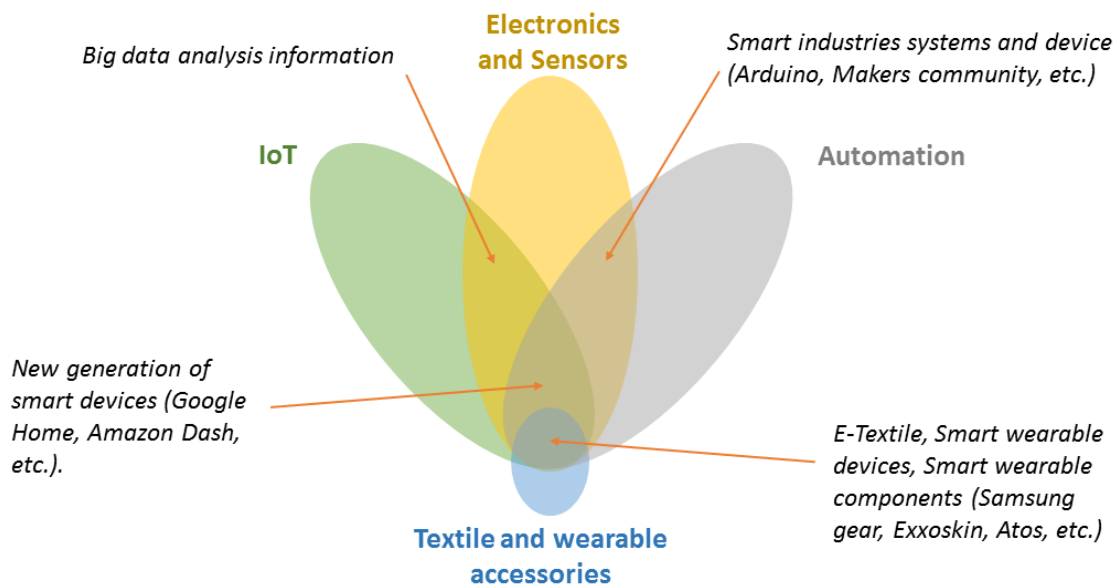 Electronics
and Sensors
Big data analysis information
Smart industries systems and device
(Arduino, Makers community, etc.)
IoT
Automation
New generation of
smart devices (Google
Home, Amazon Dash,
etc.).
E-Textile, Smart wearable
devices, Smart wearable
components (Samsung
gear, Exxoskin, Atos, etc.)
Textile and wearable
accessories